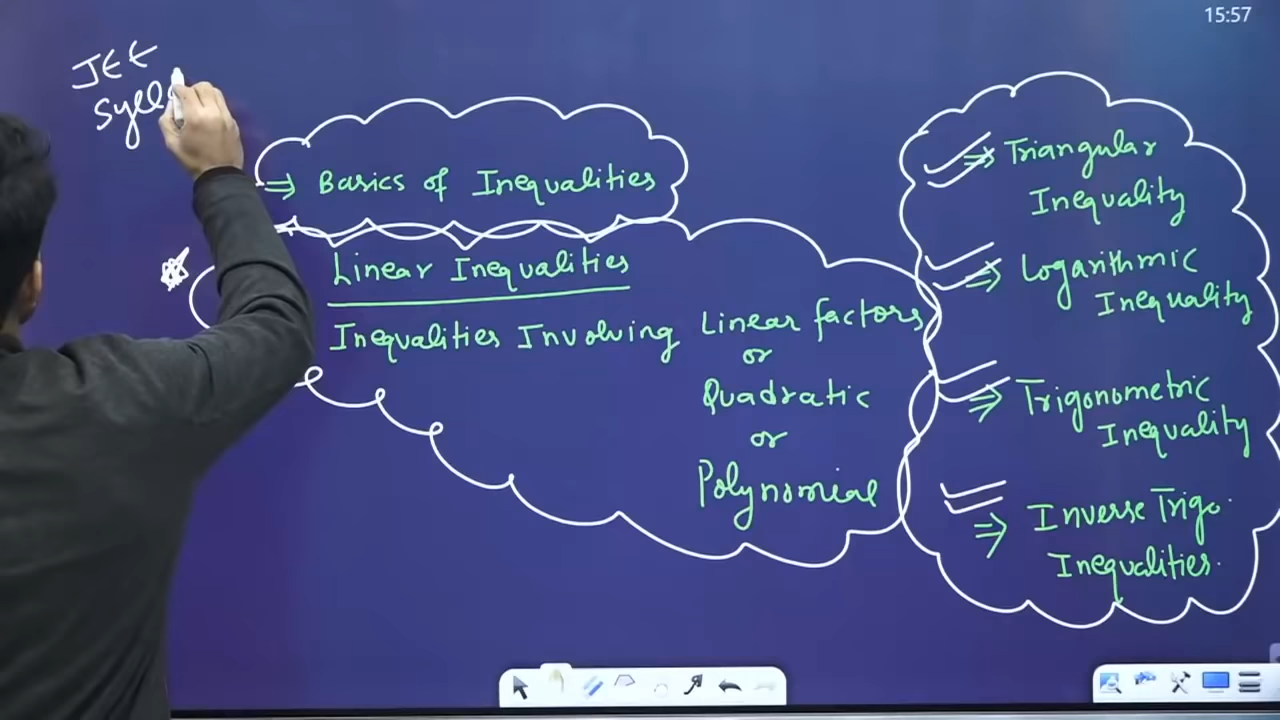 15:57
JEE
Syll
⇒ Basics of Inequalities
Linear Inequalities
Inequalities Involving Linear factors
or
Quadratic
or
Polynomial
⇒ Triangular
Inequality
⇒ Logarithmic
Inequality
⇒ Trigonometric
Inequality
⇒ Inverse Trigo.
Inequalities.